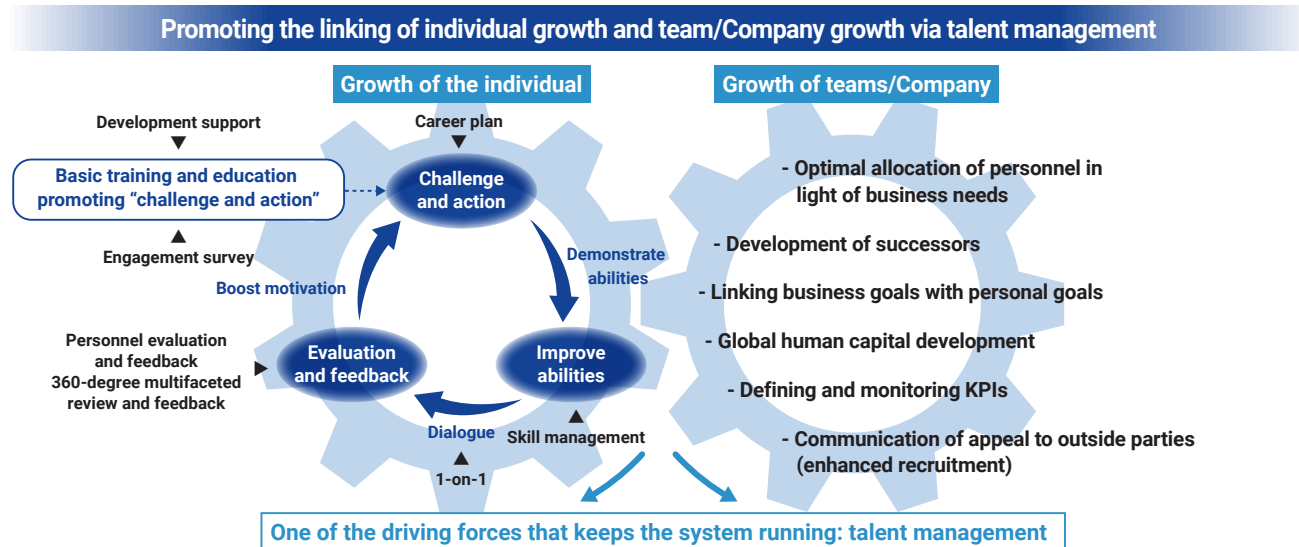 Promoting the linking of individual growth and team/Company growth via talent management
Growth of the individual
Growth of teams/Company
Development support
Career plan
Basic training and education
promoting “challenge and action”
Challenge
and action
Engagement survey
Boost motivation
Demonstrate
abilities
Personnel evaluation
and feedback
360-degree multifaceted
review and feedback
Evaluation
and feedback
Improve
abilities
Dialogue
Skill management
1-on-1
- Optimal allocation of personnel in
light of business needs
- Development of successors
- Linking business goals with personal goals
- Global human capital development
- Defining and monitoring KPIs
- Communication of appeal to outside parties
(enhanced recruitment)
One of the driving forces that keeps the system running: talent management